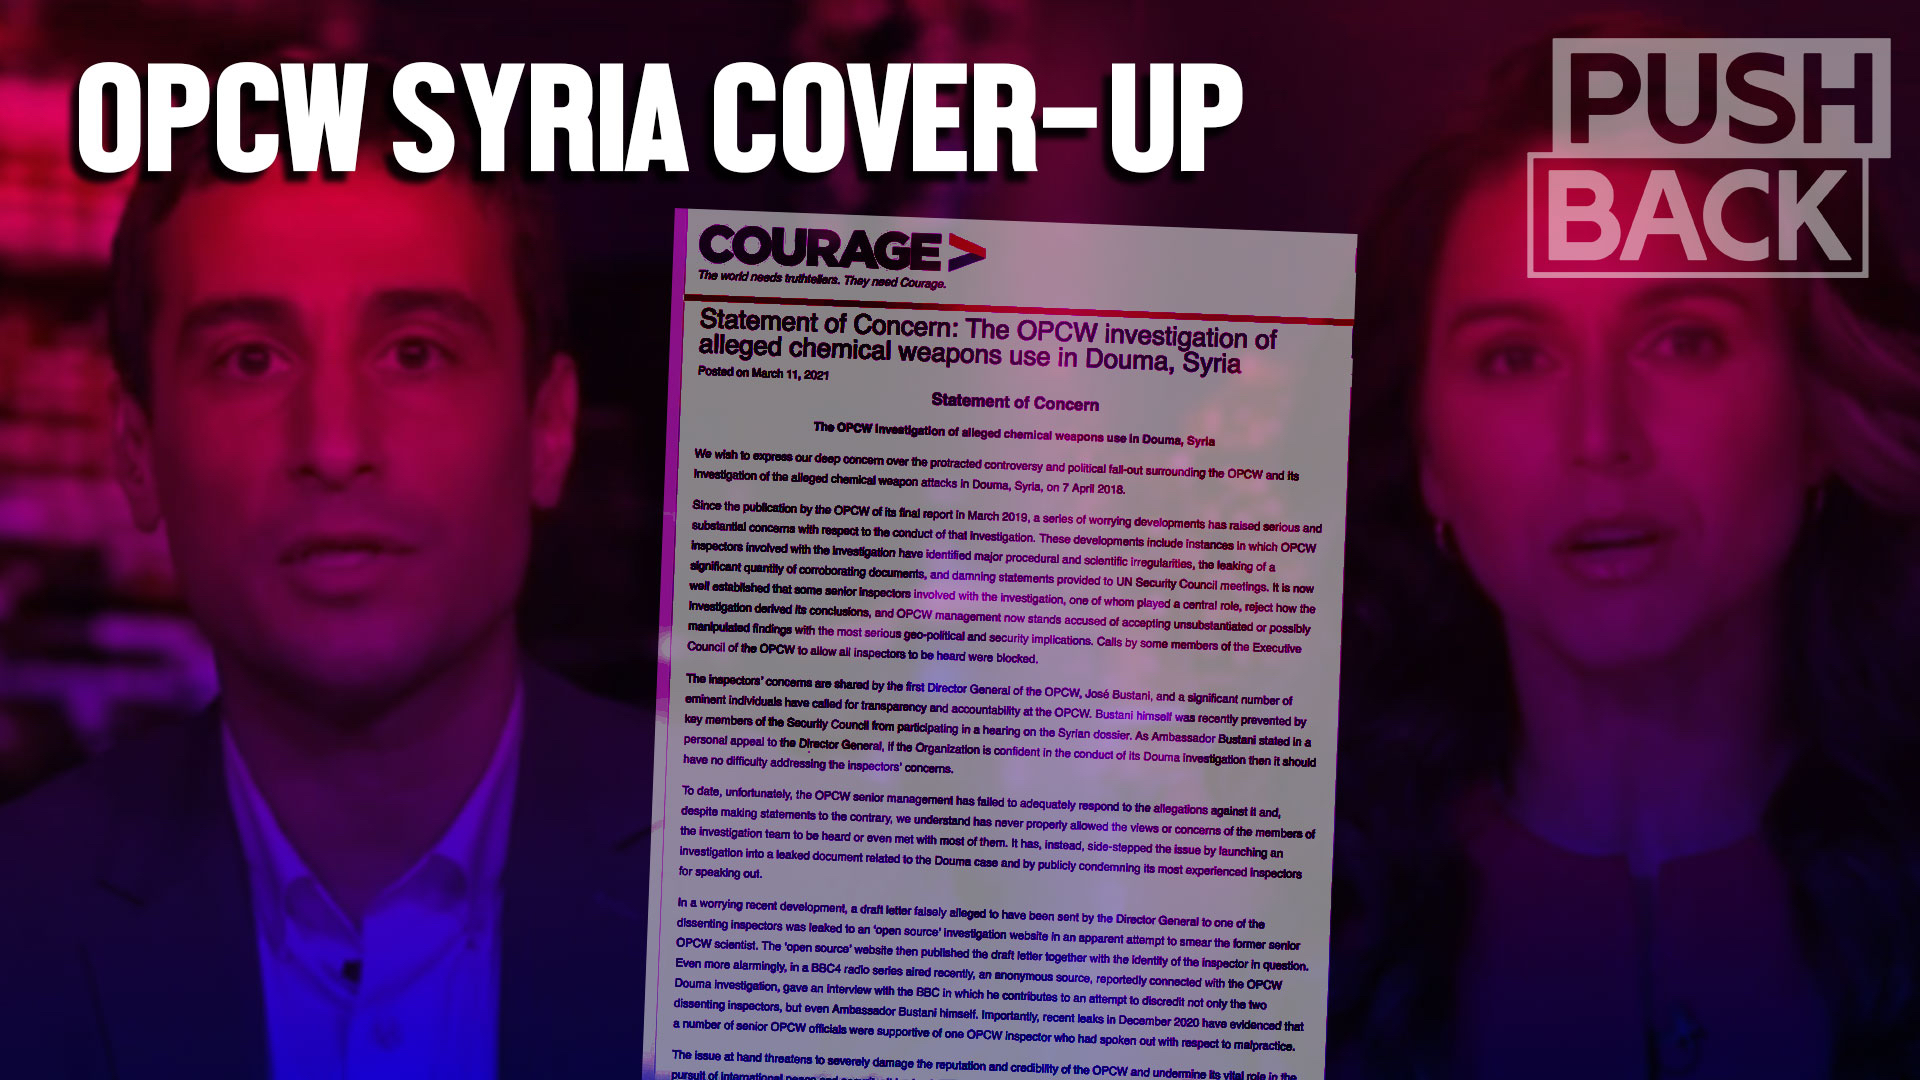 OPCW SYRIA COVER-UP
PUSH
BACK
COURAGE
The world needs truthtellers. They need Courage.
Statement of Concern: The OPCW investigation of
alleged chemical weapons use in Douma, Syria
Posted on March 11, 2021
Statement of Concern
The OPCW Investigation of alleged chemical weapons use in Douma, Syria
We wish to express our deep concern over the protracted controversy and political fall-out surrounding the OPCW and its
investigation of the alleged chemical weapon attacks in Douma, Syria, on 7 April 2018.
Since the publication by the OPCW of its final report in March 2019, a series of worrying developments has raised serious and
substantial concerns with respect to the conduct of that investigation. These developments include instances in which OPCW
inspectors involved with the investigation have identified major procedural and scientific irregularities, the leaking of a
significant quantity of corroborating documents, and damning statements provided to UN Security Council meetings. It is now
well established that some senior inspectors involved with the investigation, one of whom played a central role, reject how the
investigation derived its conclusions, and OPCW management now stands accused of accepting unsubstantiated or possibly
manipulated findings with the most serious geo-political and security implications. Calls by some members of the Executive
Council of the OPCW to allow all inspectors to be heard were blocked.
The inspectors' concerns are shared by the first Director General of the OPCW, José Bustani, and a significant number of
eminent individuals have called for transparency and accountability at the OPCW. Bustani himself was recently prevented by
key members of the Security Council from participating in a hearing on the Syrian dossier. As Ambassador Bustani stated in a
personal appeal to the Director General, if the Organization is confident in the conduct of its Douma investigation then it should
have no difficulty addressing the inspectors' concerns.
To date, unfortunately, the OPCW senior management has failed to adequately respond to the allegations against it and,
despite making statements to the contrary, we understand has never properly allowed the views or concerns of the members of
the investigation team to be heard or even met with most of them. It has, instead, side-stepped the issue by launching an
investigation into a leaked document related to the Douma case and by publicly condemning its most experienced inspectors
for speaking out.
In a worrying recent development, a draft letter falsely alleged to have been sent by the Director General to one of the
dissenting inspectors was leaked to an 'open source' investigation website in an apparent attempt to smear the former senior
OPCW scientist. The 'open source' website then published the draft letter together with the identity of the inspector in question.
Even more alarmingly, in a BBC4 radio series aired recently, an anonymous source, reportedly connected with the OPCW
Douma investigation, gave an interview with the BBC in which he contributes to an attempt to discredit not only the two
dissenting inspectors, but even Ambassador Bustani himself. Importantly, recent leaks in December 2020 have evidenced that
a number of senior OPCW officials were supportive of one OPCW inspector who had spoken out with respect to malpractice.
The issue at hand threatens to severely damage the reputation and credibility of the OPCW and undermine its vital role in the
pursuit of international peace and